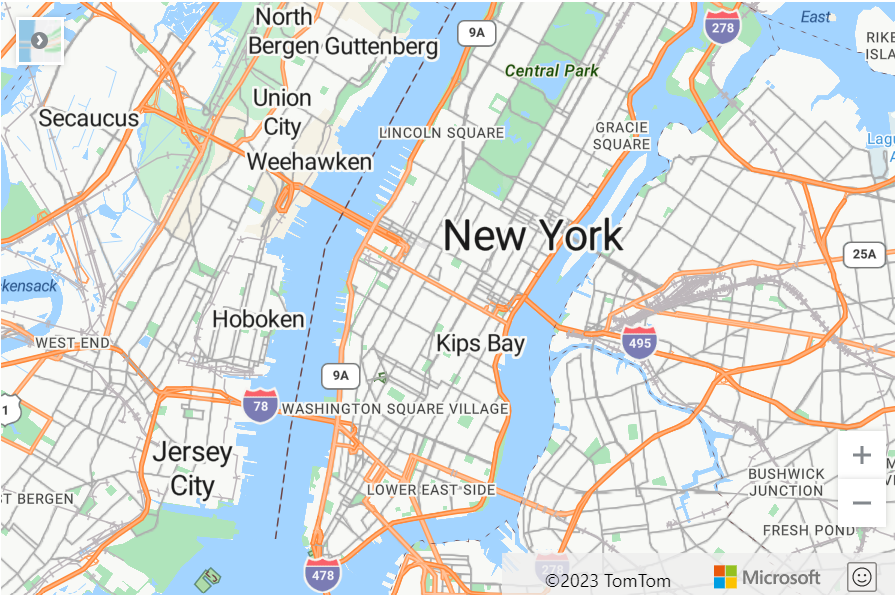 North
Bergen
Guttenberg
9A
278
East
RIKE
ISLA
Central Park
Union
City
Secaucus
LINCOLN SQUARE
GRACIE
SQUARE
Lagu
A
Weehawken
New York
25A
kensack
Hoboken
WEST END
Kips Bay
495
9A
1
78
WASHINGTON SQUARE VILLAGE
Jersey
City
LOWER EAST SIDE
BUSHWICK
JUNCTION
ST BERGEN
FRESH POND
478
278
©2023 TomTom
Microsoft